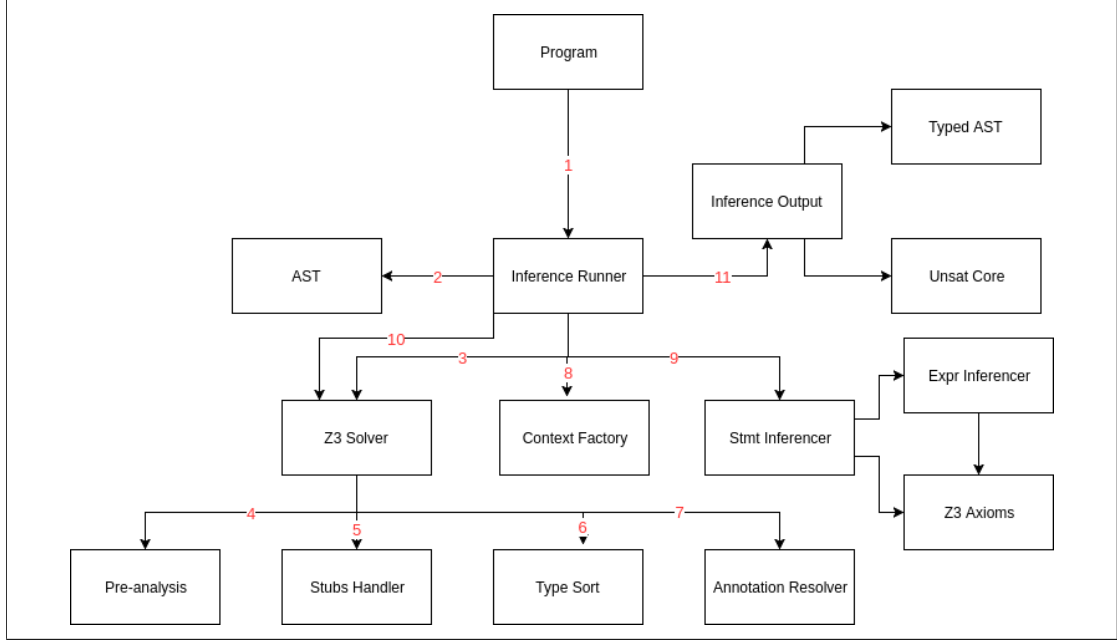 Program
Typed AST
1
Inference Output
AST
2
Inference Runner
11
Unsat Core
10
3
8
9
Expr Inferencer
Z3 Solver
Context Factory
Stmt Inferencer
Z3 Axioms
4
5
6
7
Pre-analysis
Stubs Handler
Type Sort
Annotation Resolver